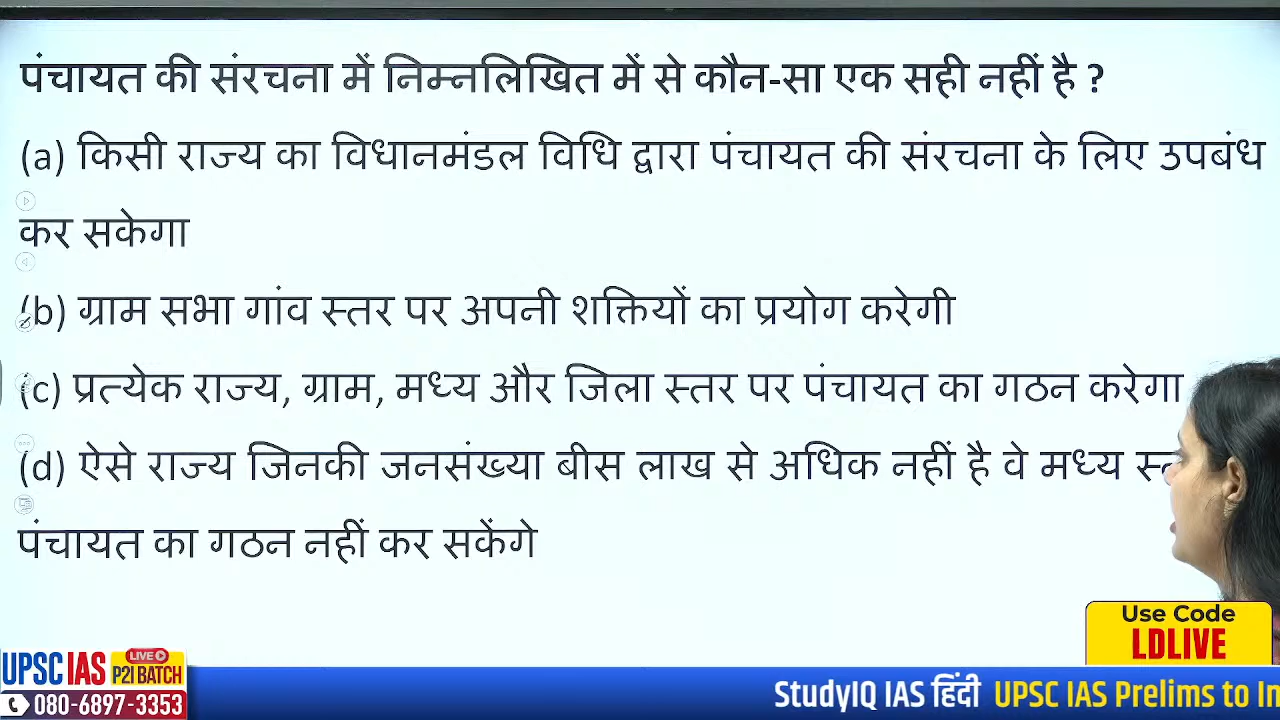 पंचायत की संरचना में निम्नलिखित में से कौन-सा एक सही नहीं है ?
(a) किसी राज्य का विधानमंडल विधि द्वारा पंचायत की संरचना के लिए उपबंध
कर सकेगा
(b) ग्राम सभा गांव स्तर पर अपनी शक्तियों का प्रयोग करेगी
(c) प्रत्येक राज्य, ग्राम, मध्य और जिला स्तर पर पंचायत का गठन करेगा
(d) ऐसे राज्य जिनकी जनसंख्या बीस लाख से अधिक नहीं है वे मध्य
पंचायत का गठन नहीं कर सकेंगे
Use Code
LDLIVE
UPSC IAS LIVE
P2I BATCH
080-6897-3353
StudyIQ IAS हिंदी UPSC IAS Prelims to